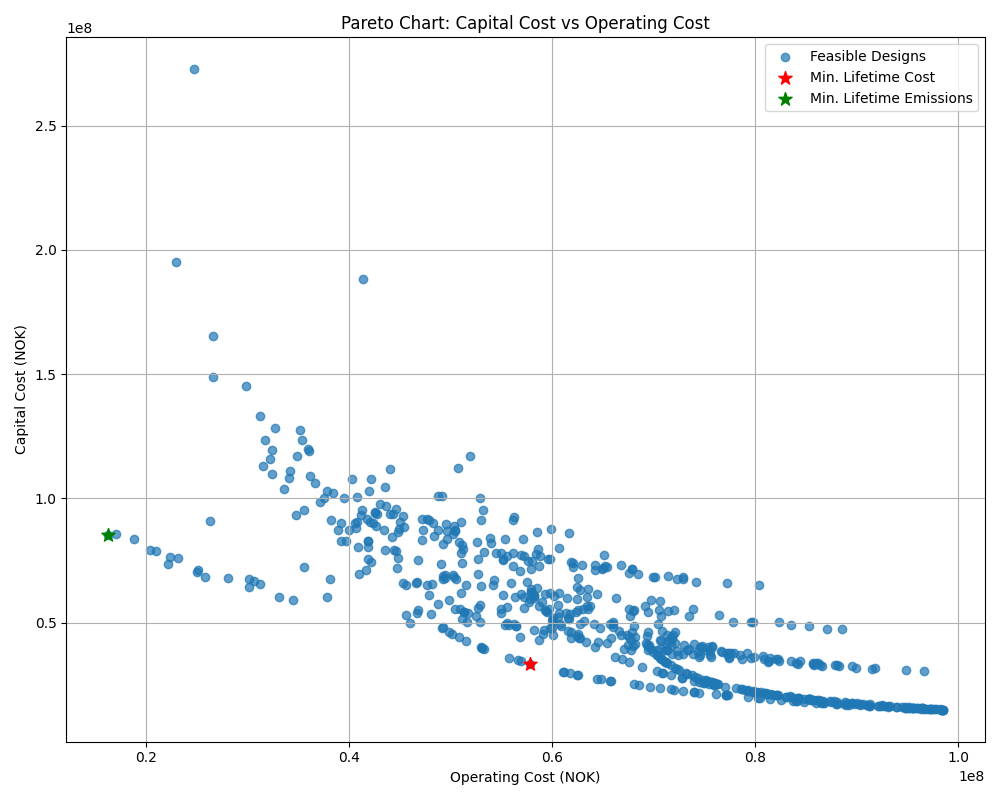 Pareto Chart: Capital Cost vs Operating Cost
1e8
Feasible Designs
Min. Lifetime Cost
Min. Lifetime Emissions
2.5
2.0
1.5
1.0
0.5
Capital Cost (NOK)
0.2 0.4 0.6 0.8 1.0
Operating Cost (NOK)
1e8